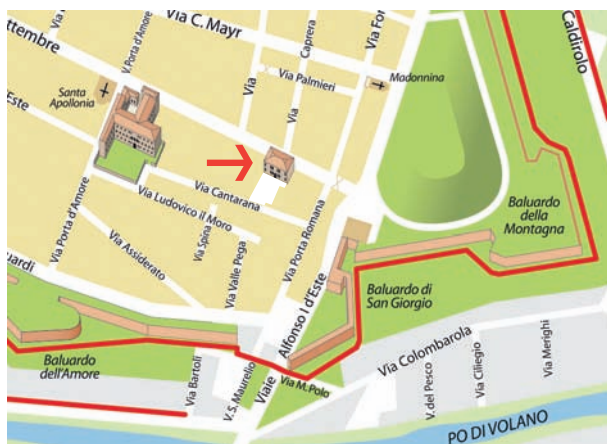 Via C. Mayr
ttembre
V. Porta d'Amore
Caprera
Via Fo
Caldirolo
Via
Via Palmieri
Madonnina
Santa
Apollonia
Via
d'Este
Via Cantarana
Via Ludovico il Moro
Via Porta d'Amore
Via Assiderato
Via Spina
Via Valle Pega
Via Porta Romana
Baluardo
della
Montagna
uardi
Alfonso I d'Este
Viale
Baluardo di
San Giorgio
Baluardo
dell'Amore
Via Bartoli
V. S. Maurelio
Via M. Polo
Via Colombarola
V. del Pesco
Via Ciliegio
Via Merighi
PO DI VOLANO